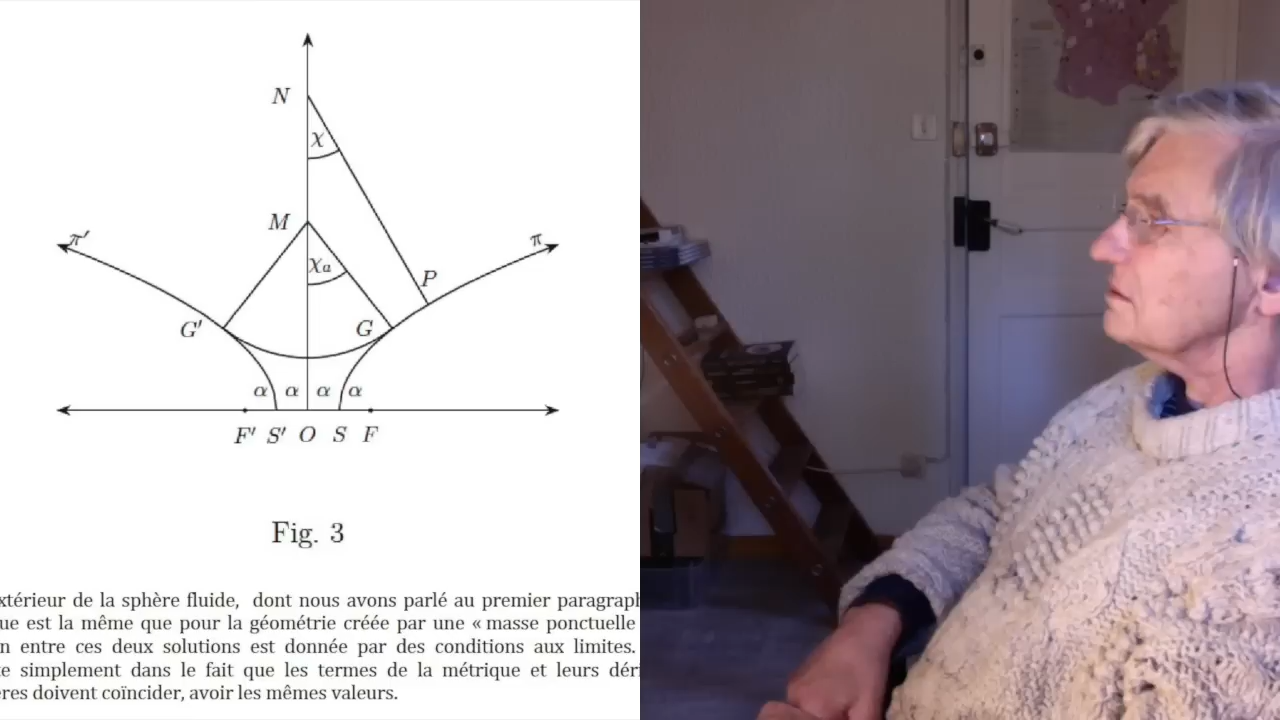 N
χ
M
π′
π
χₐ
P
G′
G
α α α α
F′ S′ O S F
Fig. 3
xtérieur de la sphère fluide, dont nous avons parlé au premier paragraph
ue est la même que pour la géométrie créée par une « masse ponctuelle
n entre ces deux solutions est donnée par des conditions aux limites.
te simplement dans le fait que les termes de la métrique et leurs déri
ères doivent coïncider, avoir les mêmes valeurs.